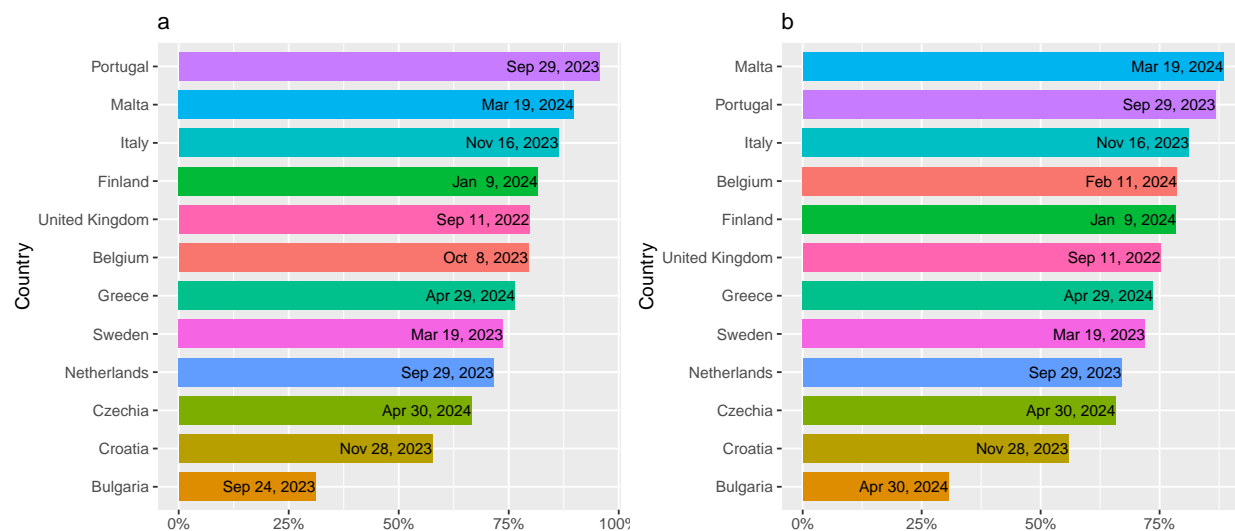 a
Country
Portugal Sep 29, 2023
Malta Mar 19, 2024
Italy Nov 16, 2023
Finland Jan  9, 2024
United Kingdom Sep 11, 2022
Belgium Oct  8, 2023
Greece Apr 29, 2024
Sweden Mar 19, 2023
Netherlands Sep 29, 2023
Czechia Apr 30, 2024
Croatia Nov 28, 2023
Bulgaria Sep 24, 2023
0% 25% 50% 75% 100%
b
Country
Malta Mar 19, 2024
Portugal Sep 29, 2023
Italy Nov 16, 2023
Belgium Feb 11, 2024
Finland Jan  9, 2024
United Kingdom Sep 11, 2022
Greece Apr 29, 2024
Sweden Mar 19, 2023
Netherlands Sep 29, 2023
Czechia Apr 30, 2024
Croatia Nov 28, 2023
Bulgaria Apr 30, 2024
0% 25% 50% 75%